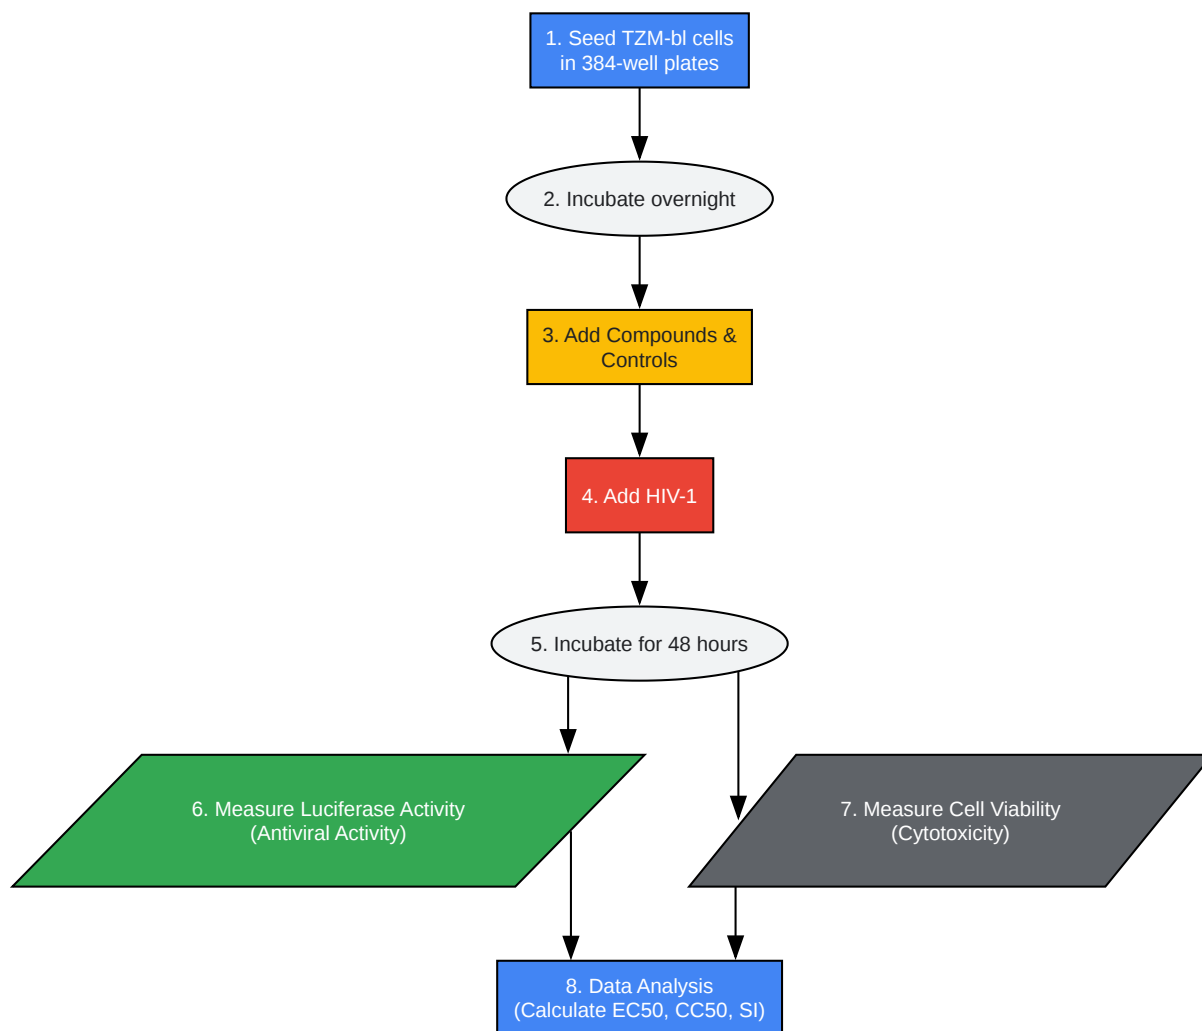 1. Seed TZM-bl cells
in 384-well plates
2. Incubate overnight
3. Add Compounds &
Controls
4. Add HIV-1
5. Incubate for 48 hours
6. Measure Luciferase Activity
(Antiviral Activity)
7. Measure Cell Viability
(Cytotoxicity)
8. Data Analysis
(Calculate EC50, CC50, SI)